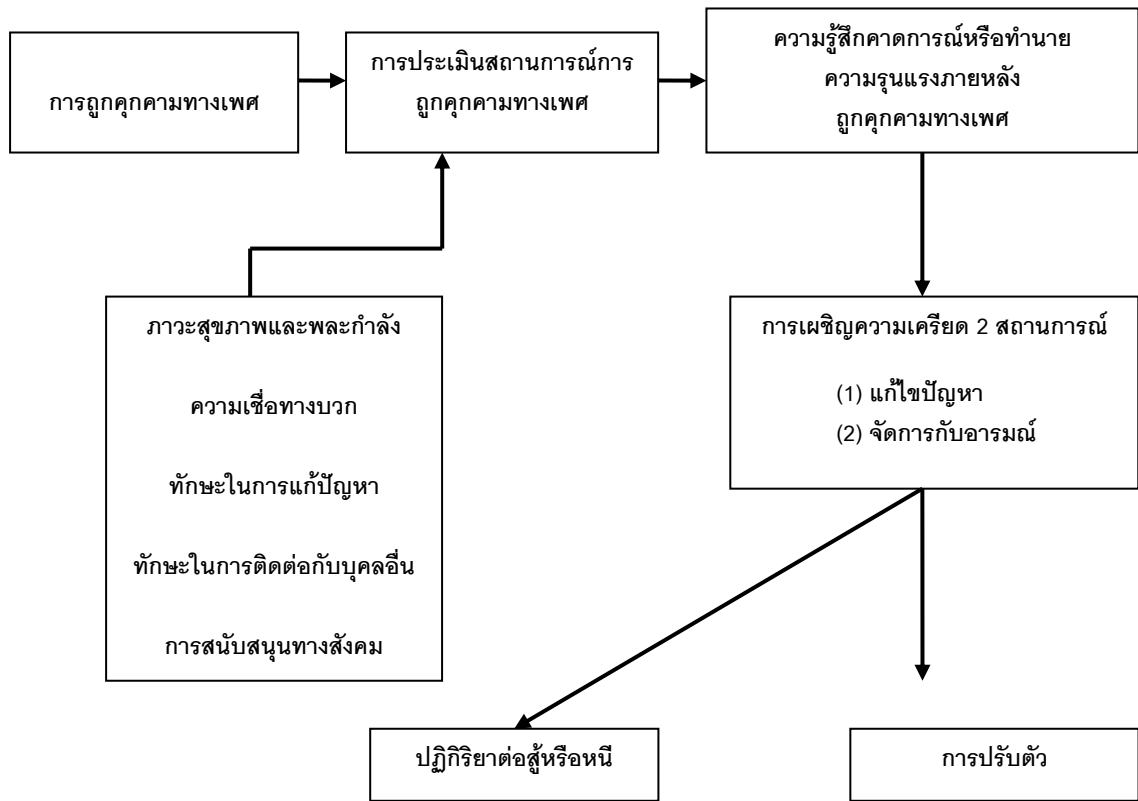 การถูกคุกคามทางเพศ
การประเมินสถานการณ์การ
ถูกคุกคามทางเพศ
ความรู้สึกคาดการณ์หรือทำนาย
ความรุนแรงภายหลัง
ถูกคุกคามทางเพศ
ภาวะสุขภาพและพละกำลัง
ความเชื่อทางบวก
ทักษะในการแก้ปัญหา
ทักษะในการติดต่อกับบุคลอื่น
การสนับสนุนทางสังคม
การเผชิญความเครียด 2 สถานการณ์
(1) แก้ไขปัญหา
(2) จัดการกับอารมณ์
ปฏิกิริยาต่อสู้หรือหนี
การปรับตัว